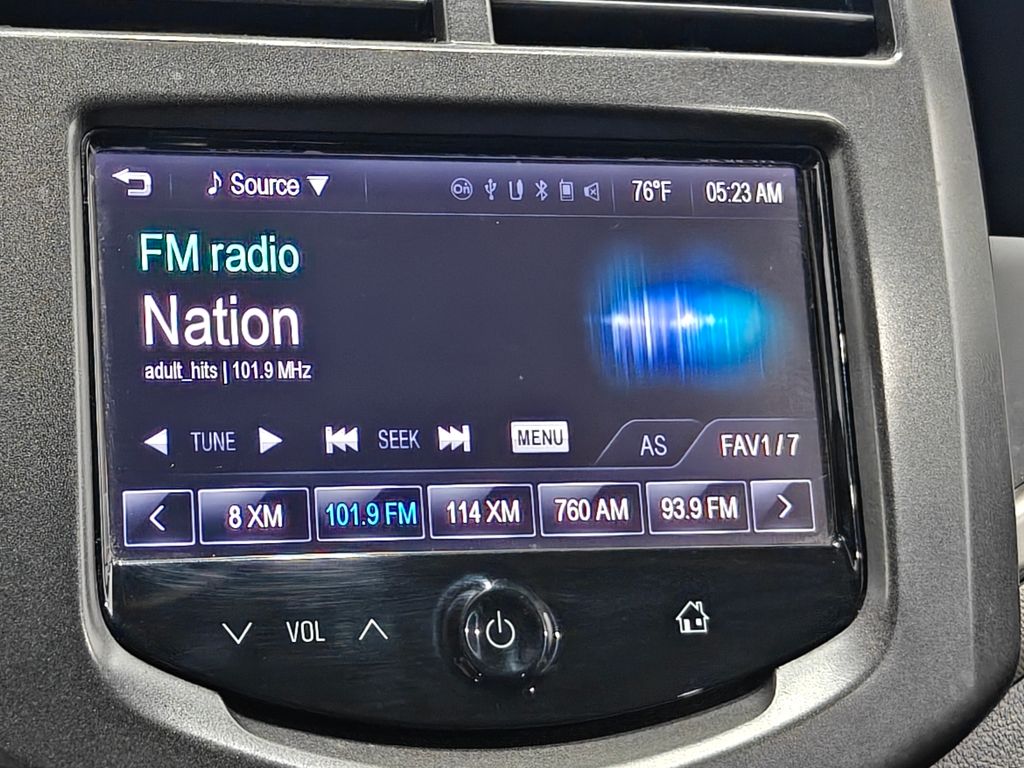 Source On 76°F 05:23 AM
FM radio
Nation
adult_hits | 101.9 MHz
TUNE SEEK MENU AS FAV1/7
8 XM 101.9 FM 114 XM 760 AM 93.9 FM
VOL